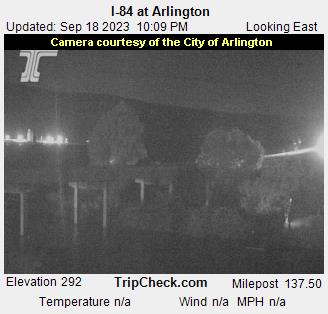 I-84 at Arlington
Updated: Sep 18 2023 10:09 PM Looking East
Camera courtesy of the City of Arlington
Elevation 292 TripCheck.com Milepost 137.50
Temperature n/a Wind n/a MPH n/a